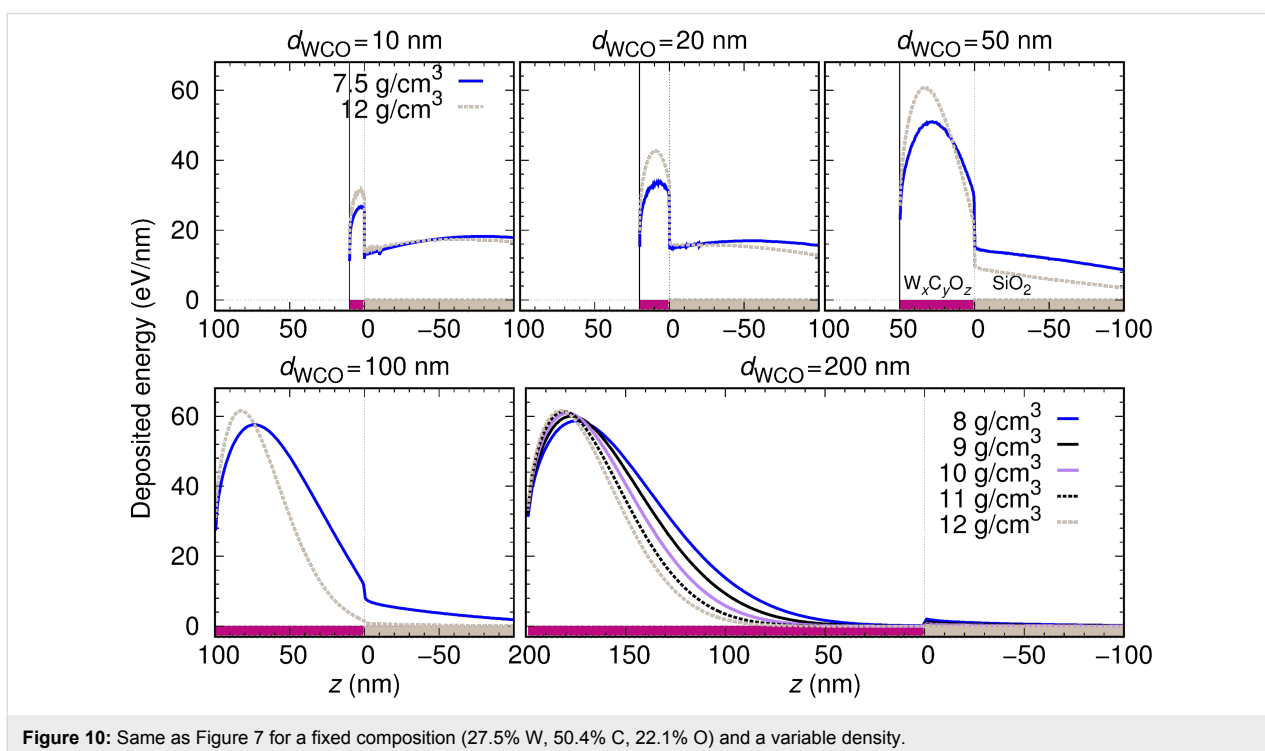 d_WCO=10 nm
d_WCO=20 nm
d_WCO=50 nm
7.5 g/cm³
12 g/cm³
60
40
20
0
W_xC_yO_z
SiO₂
100 50 0 −50 100 50 0 −50 100 50 0 −50 −100
Deposited energy (eV/nm)
d_WCO=100 nm
d_WCO=200 nm
60
40
20
0
8 g/cm³
9 g/cm³
10 g/cm³
11 g/cm³
12 g/cm³
100 50 0 −50 200 150 100 50 0 −50 −100
z (nm)
z (nm)
Figure 10: Same as Figure 7 for a fixed composition (27.5% W, 50.4% C, 22.1% O) and a variable density.